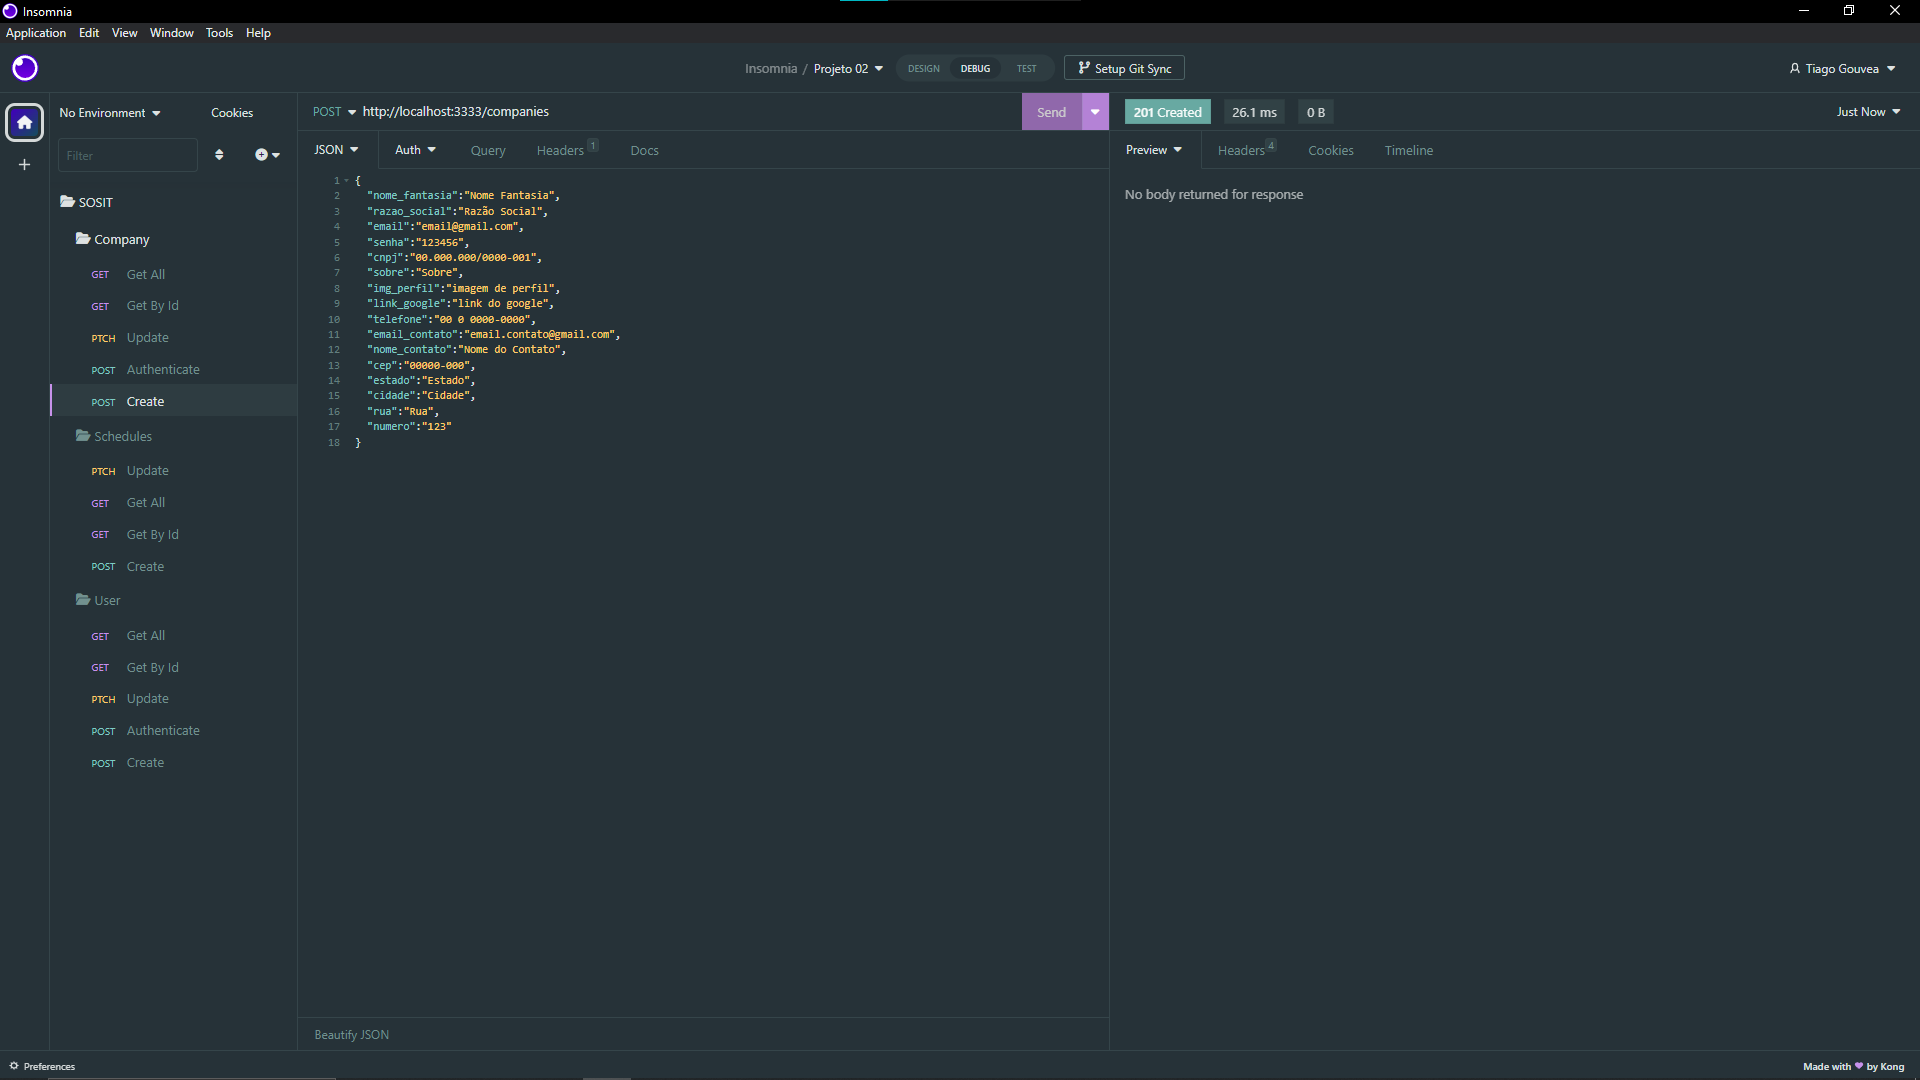 Insomnia
Application Edit View Window Tools Help
Insomnia / Projeto 02 DESIGN DEBUG TEST Setup Git Sync Tiago Gouvea
No Environment Cookies
Filter
SOSIT
Company
GET Get All
GET Get By Id
PTCH Update
POST Authenticate
POST Create
Schedules
PTCH Update
GET Get All
GET Get By Id
POST Create
User
GET Get All
GET Get By Id
PTCH Update
POST Authenticate
POST Create
POST http://localhost:3333/companies Send
JSON Auth Query Headers 1 Docs
1 {
2 "nome_fantasia":"Nome Fantasia",
3 "razao_social":"Razão Social",
4 "email":"email@gmail.com",
5 "senha":"123456",
6 "cnpj":"00.000.000/0000-001",
7 "sobre":"Sobre",
8 "img_perfil":"imagem de perfil",
9 "link_google":"link do google",
10 "telefone":"00 0 0000-0000",
11 "email_contato":"email.contato@gmail.com",
12 "nome_contato":"Nome do Contato",
13 "cep":"00000-000",
14 "estado":"Estado",
15 "cidade":"Cidade",
16 "rua":"Rua",
17 "numero":"123"
18 }
Beautify JSON
201 Created 26.1 ms 0 B Just Now
Preview Headers 4 Cookies Timeline
No body returned for response
Preferences
Made with ❤ by Kong